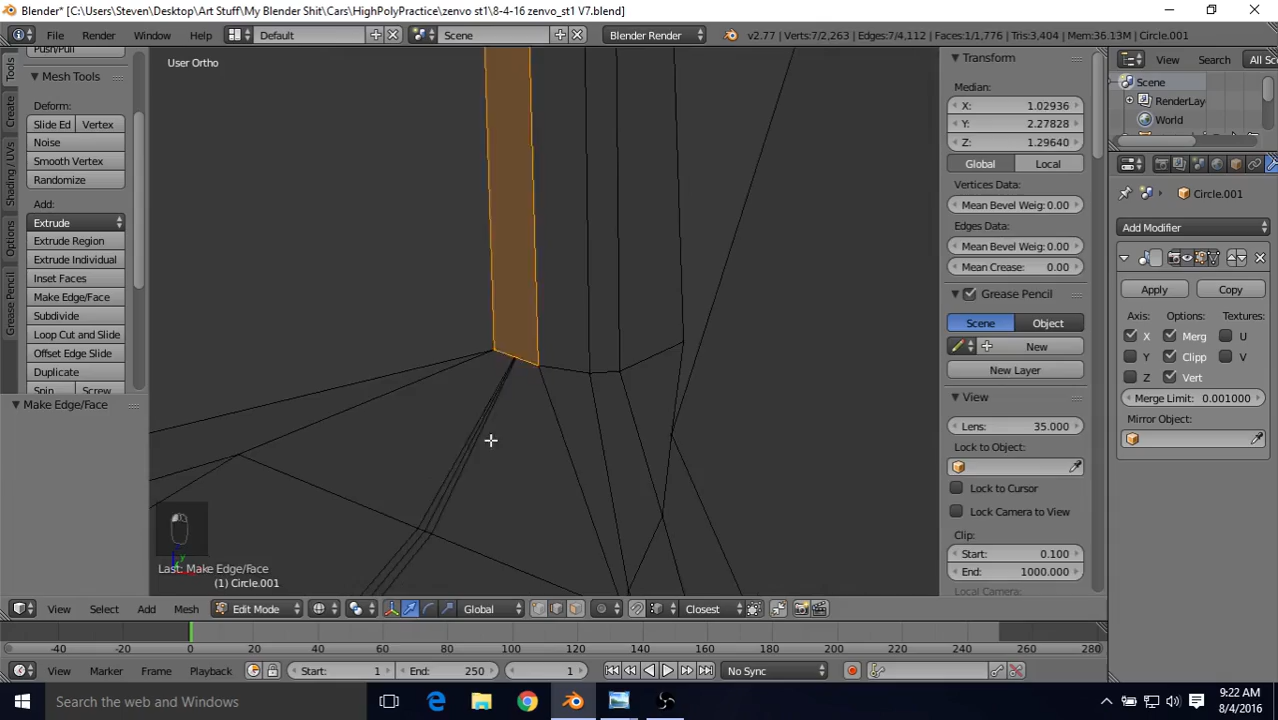 Blender* [C:\Users\Steven\Desktop\Art Stuff\My Blender Shit\Cars\HighPolyPractice\zenvo st1\8-4-16 zenvo_st1 V7.blend]
File Render Window Help Default Scene Blender Render v2.77 | Verts:7/2,263 | Edges:7/4,112 | Faces:1/1,776 | Tris:3,404 | Mem:36.13M | Circle.001
Push/Pull
Mesh Tools
Deform:
Slide Ed Vertex
Noise
Smooth Vertex
Randomize
Add:
Extrude
Extrude Region
Extrude Individual
Inset Faces
Make Edge/Face
Subdivide
Loop Cut and Slide
Offset Edge Slide
Duplicate
Spin Screw
Make Edge/Face
Tools
Create
Shading / UVs
Options
Grease Pencil
User Ortho
Last: Make Edge/Face
(1) Circle.001
Transform
Median:
X: 1.02936
Y: 2.27828
Z: 1.29640
Global Local
Vertices Data:
Mean Bevel Weig: 0.00
Edges Data:
Mean Bevel Weig: 0.00
Mean Crease: 0.00
Grease Pencil
Scene Object
New
New Layer
View
Lens: 35.000
Lock to Object:
Lock to Cursor
Lock Camera to View
Clip:
Start: 0.100
End: 1000.000
Local Camera:
View Search All Sc
Scene
RenderLay
World
Circle.001
Add Modifier
Apply Copy
Axis: Options: Textures:
X Merg U
Y Clipp V
Z Vert
Merge Limit: 0.001000
Mirror Object:
View Select Add Mesh Edit Mode Global Closest
-40 -20 0 20 40 60 80 100 120 140 160 180 200 220 240 260 280
View Marker Frame Playback Start: 1 End: 250 1 No Sync
Search the Web and Windows
9:22 AM
8/4/2016